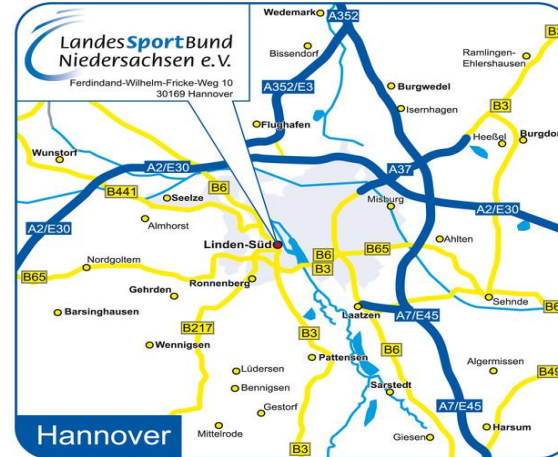 LandesSportBund
Niedersachsen e.V.
Ferdindand-Wilhelm-Fricke-Weg 10
30169 Hannover
Wedemark
A352
Bissendorf
Ramlingen-
Ehlershausen
B3
A352/E3
Burgwedel
Isernhagen
B3
Flughafen
Heeßel
Burgdorf
Wunstorf
A2/E30
A37
B6
B441
Seelze
Misburg
A2/E30
A2/E30
Almhorst
Linden-Süd
B6
B65
Ahlten
B3
B65
Nordgoltern
Ronnenberg
Gehrden
Sehnde
Barsinghausen
Laatzen
A7/E45
B217
B3
B6
Wennigsen
Pattensen
Algermissen
Lüdersen
Bennigsen
Sarstedt
A7/E45
Gestorf
Mittelrode
Giesen
Harsum
Hannover
B3